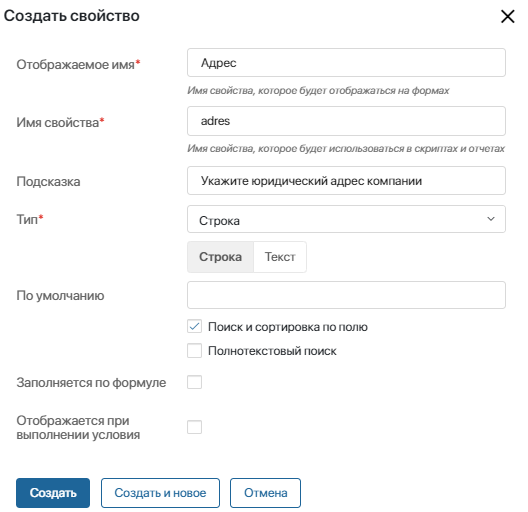 Создать свойство
Отображаемое имя* Адрес
Имя свойства, которое будет отображаться на формах
Имя свойства* adres
Имя свойства, которое будет использоваться в скриптах и отчетах
Подсказка Укажите юридический адрес компании
Тип* Строка
Строка Текст
По умолчанию
Поиск и сортировка по полю
Полнотекстовый поиск
Заполняется по формуле
Отображается при
выполнении условия
Создать Создать и новое Отмена